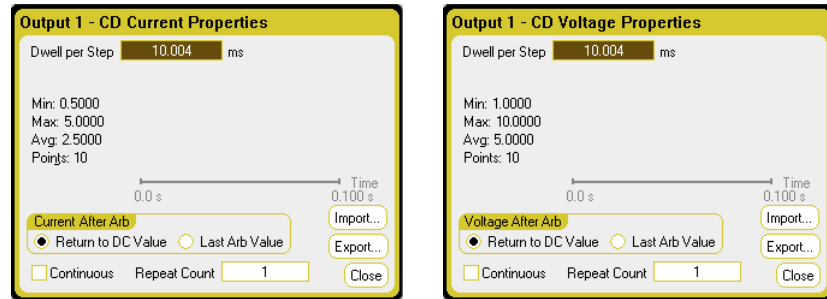 Output 1 - CD Current Properties
Dwell per Step 10.004 ms
Min: 0.5000
Max: 5.0000
Avg: 2.5000
Points: 10
Time
0.0 s 0.100 s
Current After Arb
Return to DC Value Last Arb Value
Import...
Export...
Continuous Repeat Count 1 Close
Output 1 - CD Voltage Properties
Dwell per Step 10.004 ms
Min: 1.0000
Max: 10.0000
Avg: 5.0000
Points: 10
Time
0.0 s 0.100 s
Voltage After Arb
Return to DC Value Last Arb Value
Import...
Export...
Continuous Repeat Count 1 Close